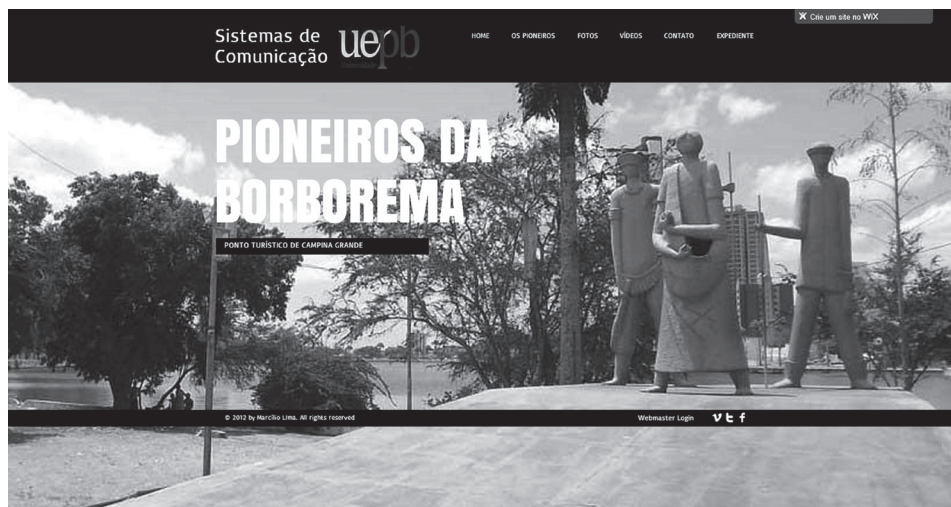 Crie um site no WiX
Sistemas de
Comunicação
uepb
HOME OS PIONEIROS FOTOS VÍDEOS CONTATO EXPEDIENTE
PIONEIROS DA
BORBOREMA
PONTO TURÍSTICO DE CAMPINA GRANDE
© 2012 by Marcílio Lima. All rights reserved
Webmaster Login